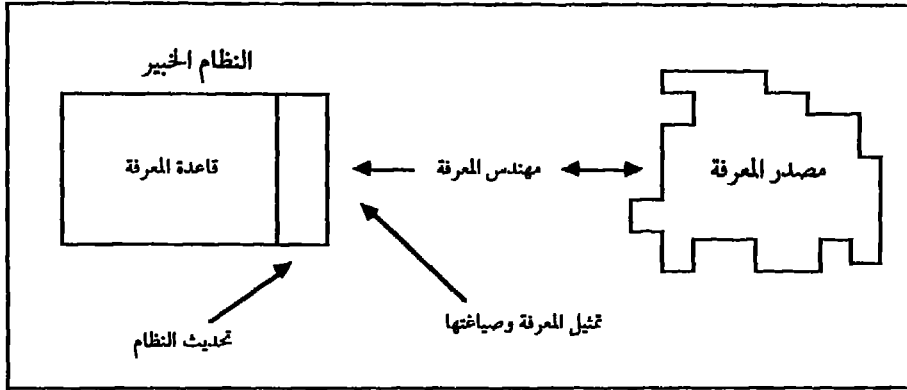 النظام الخبير
مصدر المعرفة
مهندس المعرفة
قاعدة المعرفة
تمثيل المعرفة وصياغتها
تحديث النظام